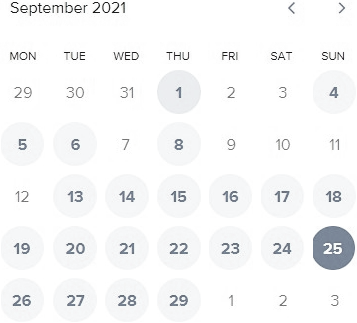 September 2021
MON TUE WED THU FRI SAT SUN
29 30 31 1 2 3 4
5 6 7 8 9 10 11
12 13 14 15 16 17 18
19 20 21 22 23 24 25
26 27 28 29 1 2 3